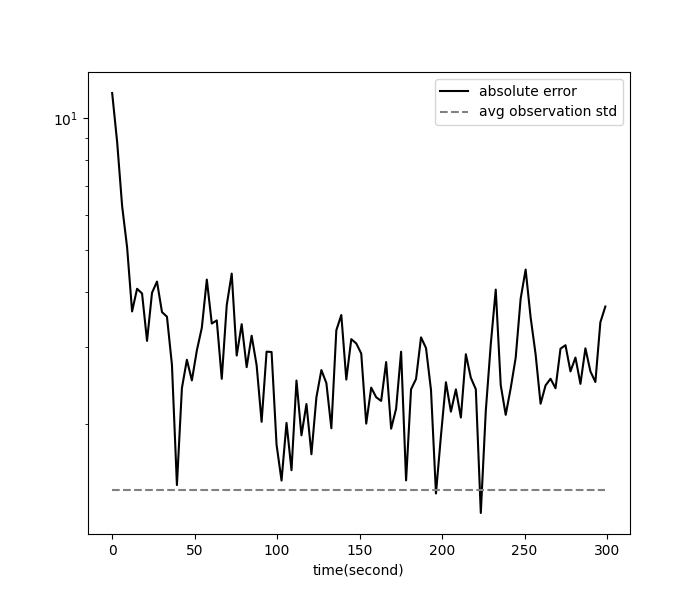 absolute error
avg observation std
10¹
0 50 100 150 200 250 300
time(second)